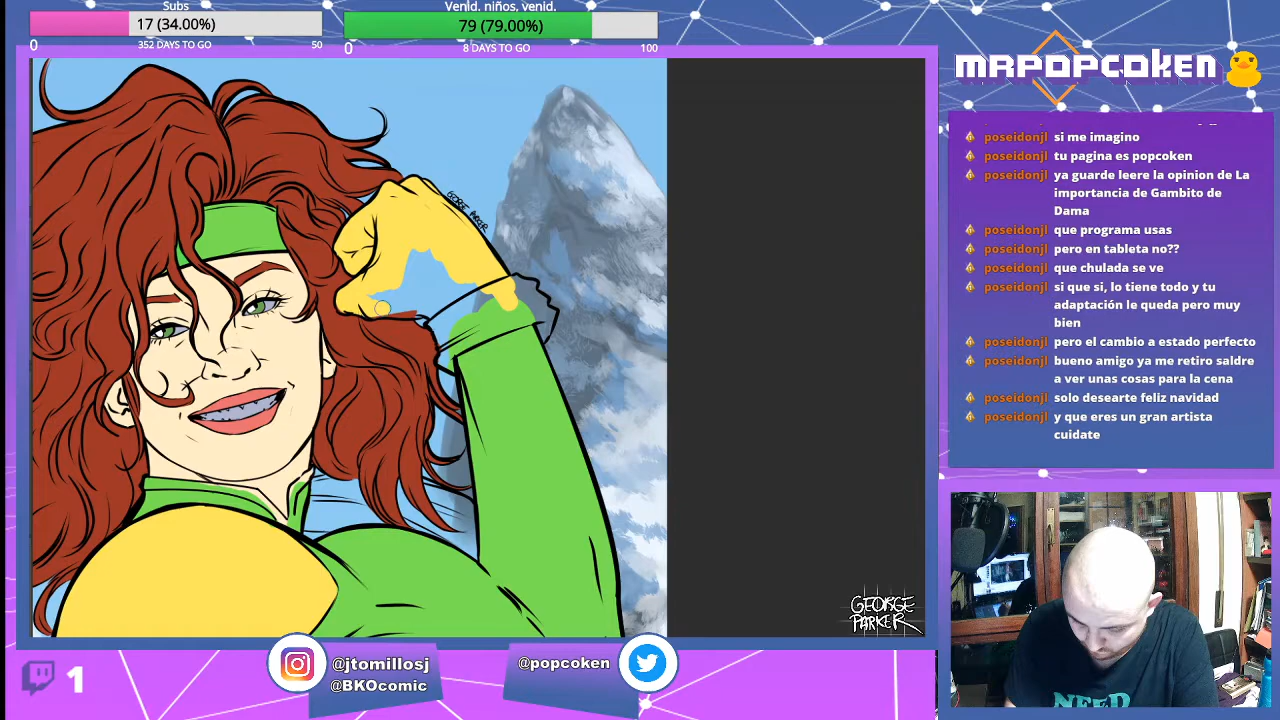 Subs
17 (34.00%)
0
352 DAYS TO GO
50
Venid, niños, venid.
79 (79.00%)
0
8 DAYS TO GO
100
MRPOPCOKEN
poseidonjl si me imagino
poseidonjl tu pagina es popcoken
poseidonjl ya guarde leere la opinion de La
importancia de Gambito de
Dama
poseidonjl que programa usas
poseidonjl pero en tableta no??
poseidonjl que chulada se ve
poseidonjl si que si, lo tiene todo y tu
adaptación le queda pero muy
bien
poseidonjl pero el cambio a estado perfecto
poseidonjl bueno amigo ya me retiro saldre
a ver unas cosas para la cena
poseidonjl solo desearte feliz navidad
poseidonjl y que eres un gran artista
cuidate
GEORGE PARKER
GEORGE
PARKER
@jtomillosj
@BKOcomic
@popcoken
1
NEED